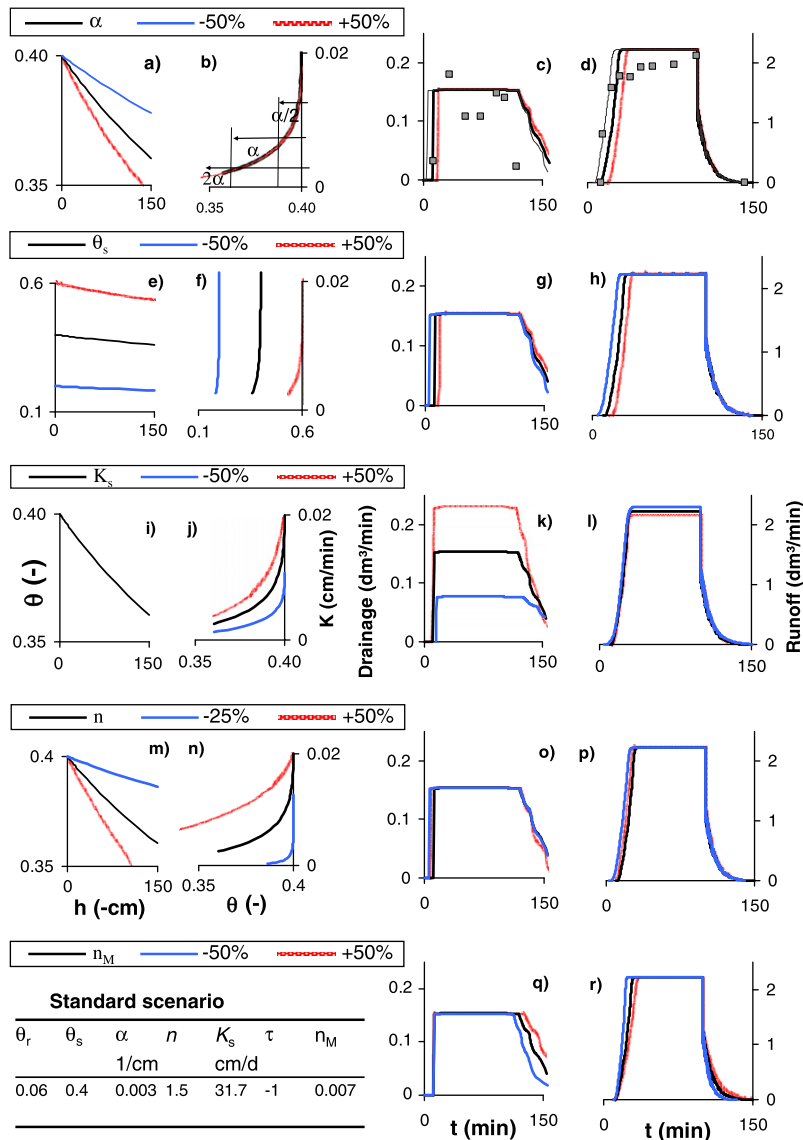 α -50% +50%
a) b) c) d)
0.40 0.35 0 150
α/2 α 2α
0.02 0 0.35 0.40
0.2 0.1 0 0 150
2 1 0 0 150
θs -50% +50%
e) f) g) h)
0.6 0.1 0 150
0.02 0 0.1 0.6
0.2 0.1 0 0 150
2 1 0 0 150
Ks -50% +50%
i) j) k) l)
0.40 0.35 0 150
θ (-)
0.02 0 0.35 0.40
K (cm/min)
Drainage (dm³/min)
0.2 0.1 0 0 150
Runoff (dm³/min)
2 1 0 0 150
n -25% +50%
m) n) o) p)
0.4 0.35 0 150
h (-cm)
0.02 0 0.35 0.4
θ (-)
0.2 0.1 0 0 150
2 1 0 0 150
nM -50% +50%
q) r)
0.2 0.1 0 0 150
t (min)
2 1 0 0 150
t (min)
Standard scenario
θr θs α n Ks τ nM
1/cm cm/d
0.06 0.4 0.003 1.5 31.7 -1 0.007